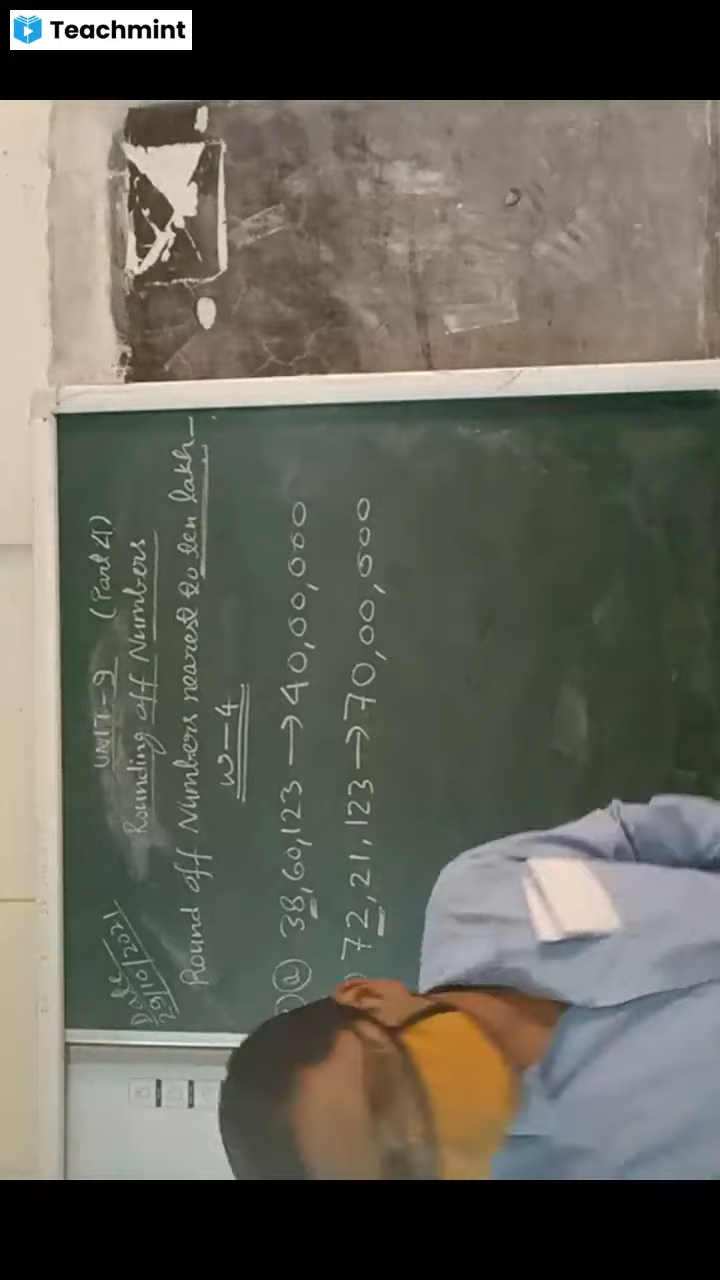 Teachmint
Date
29/10/2021
UNIT-9 (Part 4)
Rounding off Numbers
Round off Numbers nearest to ten lakh-
W-4
(a) 38,60,123 → 40,00,000
72,21,123 → 70,00,000